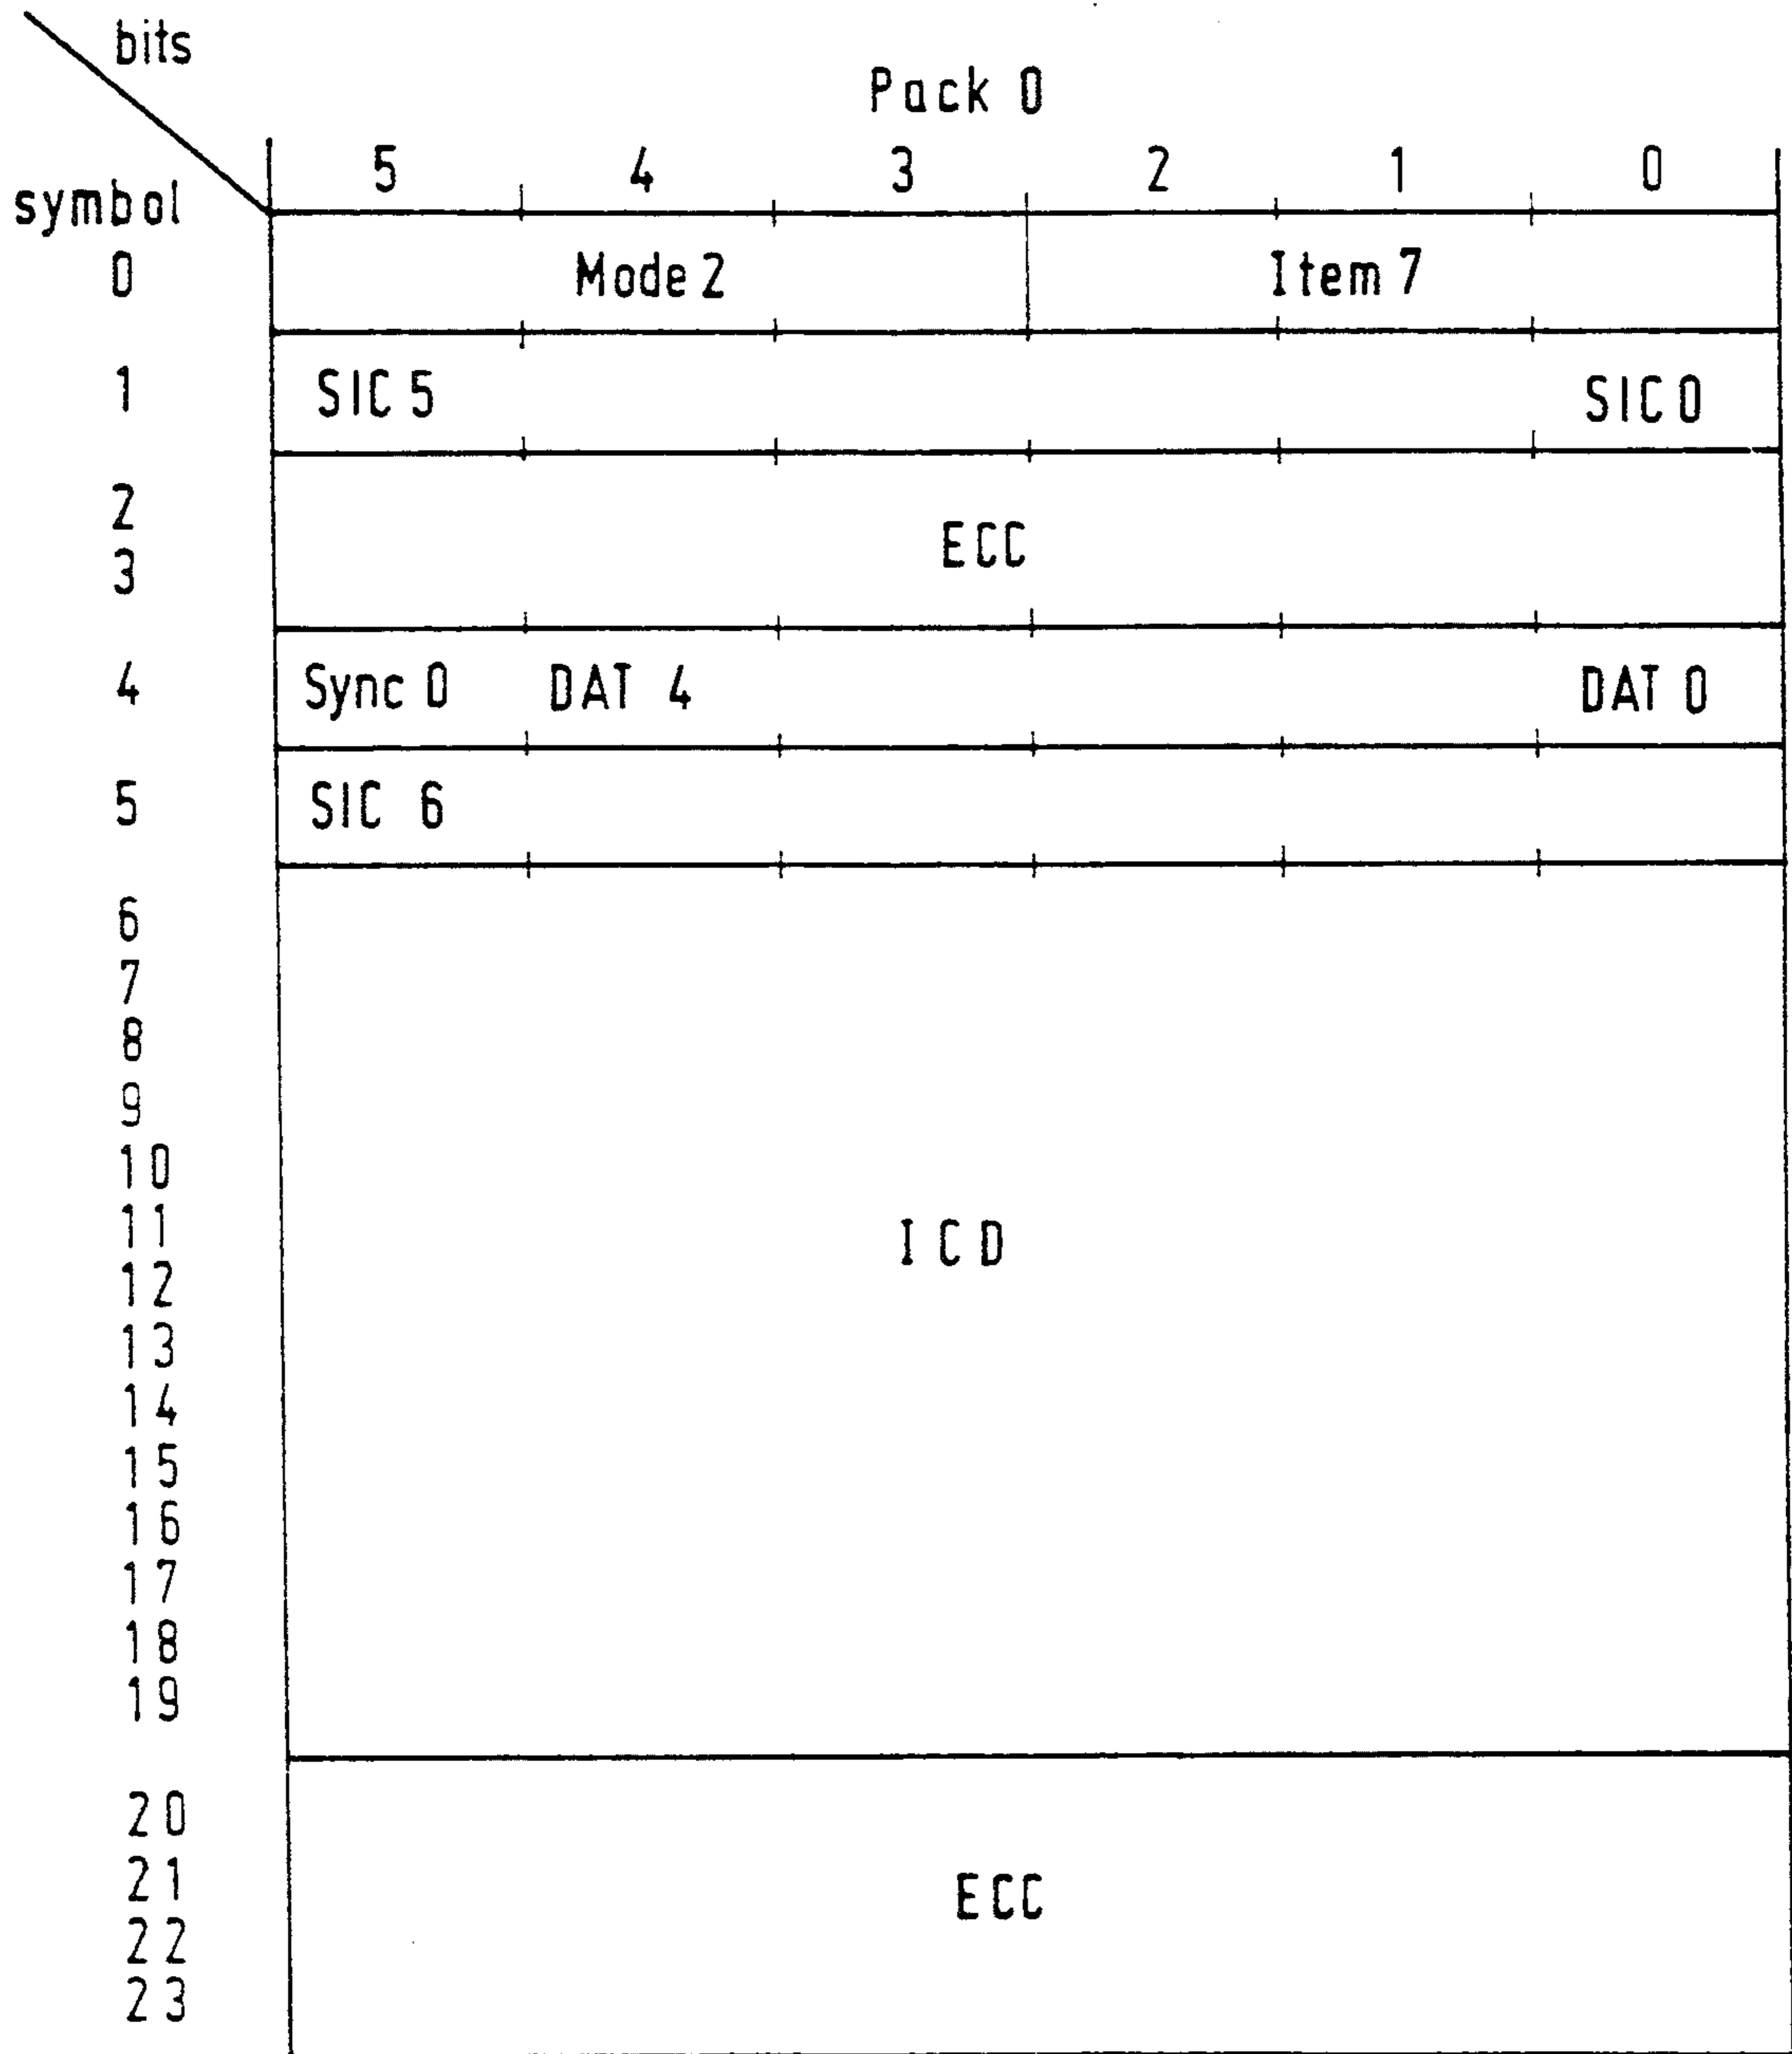 bits
Pack 0
5 4 3 2 1 0
symbol
0 Mode 2 Item 7
1 SIC 5 SIC 0
2
ECC
3
4 Sync 0 DAT 4 DAT 0
5 SIC 6
6
7
8
9
10
11 ICD
12
13
14
15
16
17
18
19
20
21 ECC
22
23